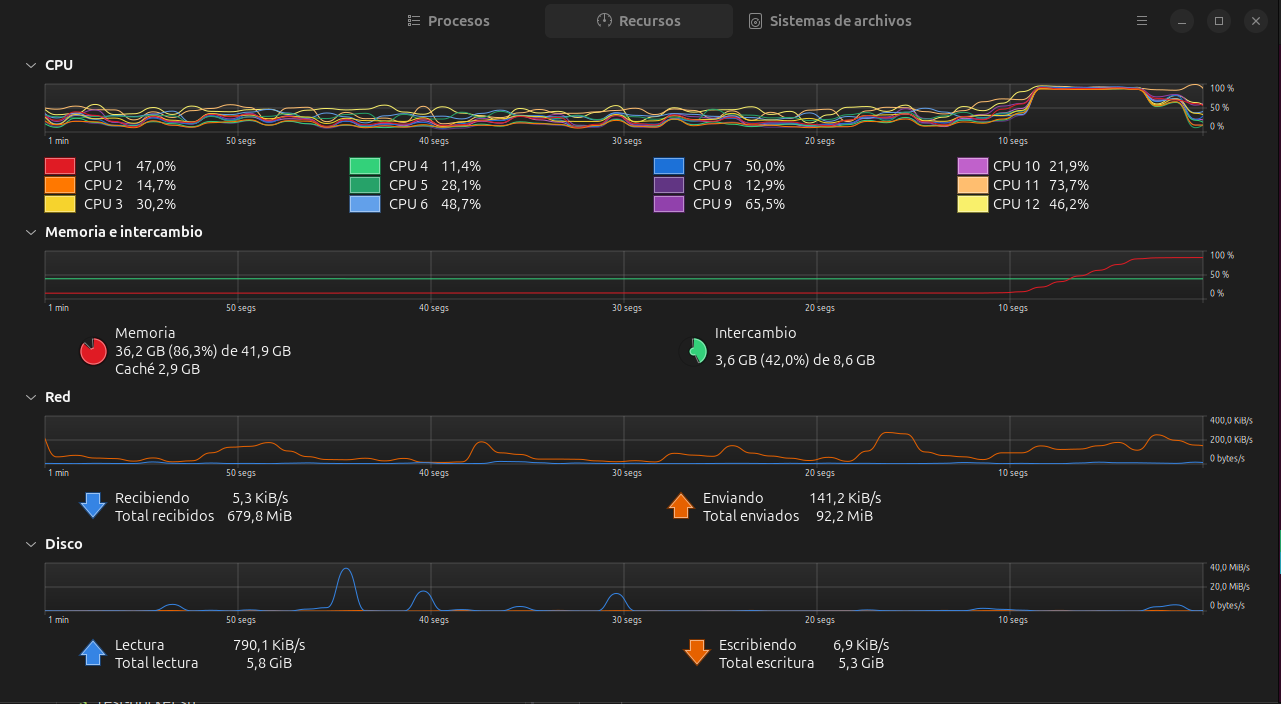 Procesos Recursos Sistemas de archivos
CPU
100 %
50 %
0 %
1 min 50 segs 40 segs 30 segs 20 segs 10 segs
CPU 1 47,0% CPU 4 11,4% CPU 7 50,0% CPU 10 21,9%
CPU 2 14,7% CPU 5 28,1% CPU 8 12,9% CPU 11 73,7%
CPU 3 30,2% CPU 6 48,7% CPU 9 65,5% CPU 12 46,2%
Memoria e intercambio
100 %
50 %
0 %
1 min 50 segs 40 segs 30 segs 20 segs 10 segs
Memoria
36,2 GB (86,3%) de 41,9 GB
Caché 2,9 GB
Intercambio
3,6 GB (42,0%) de 8,6 GB
Red
400,0 KiB/s
200,0 KiB/s
0 bytes/s
1 min 50 segs 40 segs 30 segs 20 segs 10 segs
Recibiendo 5,3 KiB/s
Total recibidos 679,8 MiB
Enviando 141,2 KiB/s
Total enviados 92,2 MiB
Disco
40,0 MiB/s
20,0 MiB/s
0 bytes/s
1 min 50 segs 40 segs 30 segs 20 segs 10 segs
Lectura 790,1 KiB/s
Total lectura 5,8 GiB
Escribiendo 6,9 KiB/s
Total escritura 5,3 GiB